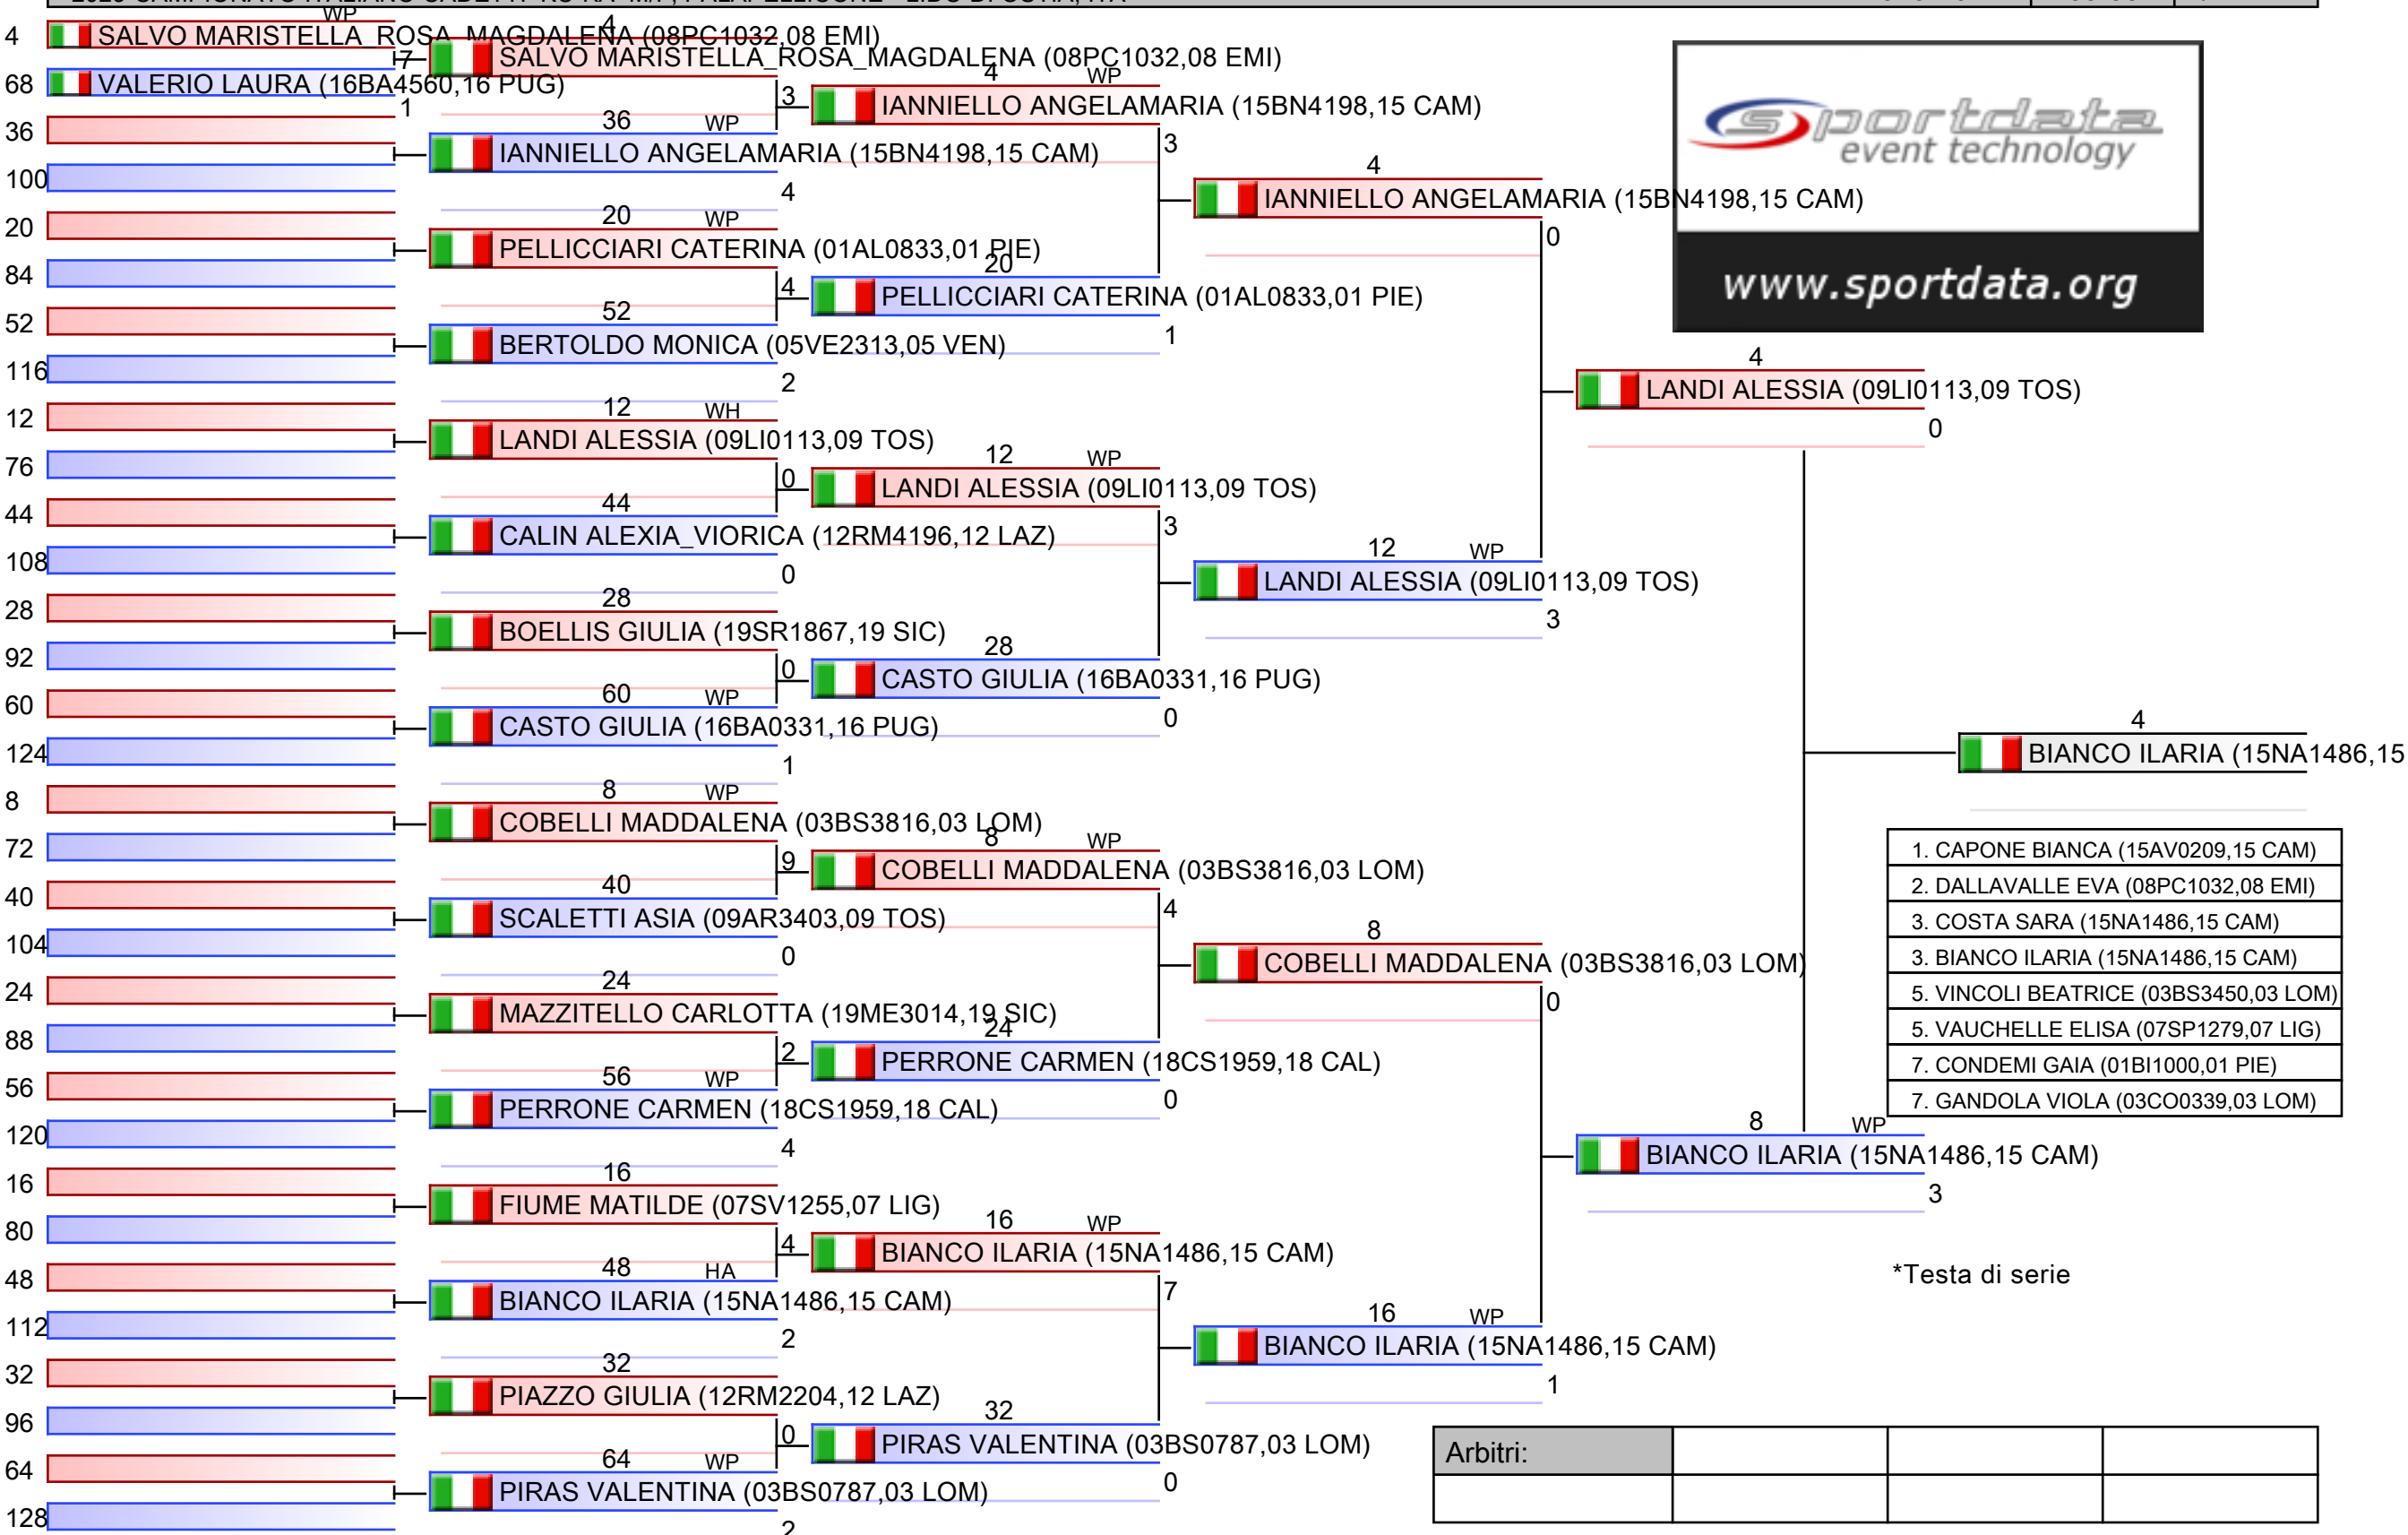 4
WP
SALVO MARISTELLA_ROSA_MAGDALENA (08PC1032,08 EMI)
7
68
VALERIO LAURA (16BA4560,16 PUG)
1
36
100
20
84
52
116
12
76
44
108
28
92
60
124
8
72
40
104
24
88
56
120
16
80
48
112
32
96
64
128
4
SALVO MARISTELLA_ROSA_MAGDALENA (08PC1032,08 EMI)
3
36 WP
IANNIELLO ANGELAMARIA (15BN4198,15 CAM)
4
20 WP
PELLICCIARI CATERINA (01AL0833,01 PIE)
4
52
BERTOLDO MONICA (05VE2313,05 VEN)
2
12 WH
LANDI ALESSIA (09LI0113,09 TOS)
0
44
CALIN ALEXIA_VIORICA (12RM4196,12 LAZ)
0
28
BOELLIS GIULIA (19SR1867,19 SIC)
0
60 WP
CASTO GIULIA (16BA0331,16 PUG)
1
8 WP
COBELLI MADDALENA (03BS3816,03 LOM)
9
40
SCALETTI ASIA (09AR3403,09 TOS)
0
24
MAZZITELLO CARLOTTA (19ME3014,19 SIC)
2
56 WP
PERRONE CARMEN (18CS1959,18 CAL)
4
16
FIUME MATILDE (07SV1255,07 LIG)
4
48 HA
BIANCO ILARIA (15NA1486,15 CAM)
2
32
PIAZZO GIULIA (12RM2204,12 LAZ)
0
64 WP
PIRAS VALENTINA (03BS0787,03 LOM)
2
4 WP
IANNIELLO ANGELAMARIA (15BN4198,15 CAM)
3
20
PELLICCIARI CATERINA (01AL0833,01 PIE)
1
12 WP
LANDI ALESSIA (09LI0113,09 TOS)
3
28
CASTO GIULIA (16BA0331,16 PUG)
0
8 WP
COBELLI MADDALENA (03BS3816,03 LOM)
4
24
PERRONE CARMEN (18CS1959,18 CAL)
0
16 WP
BIANCO ILARIA (15NA1486,15 CAM)
7
32
PIRAS VALENTINA (03BS0787,03 LOM)
0
4
IANNIELLO ANGELAMARIA (15BN4198,15 CAM)
0
12 WP
LANDI ALESSIA (09LI0113,09 TOS)
3
8
COBELLI MADDALENA (03BS3816,03 LOM)
0
16 WP
BIANCO ILARIA (15NA1486,15 CAM)
1
sportdata
event technology
www.sportdata.org
4
LANDI ALESSIA (09LI0113,09 TOS)
0
8 WP
BIANCO ILARIA (15NA1486,15 CAM)
3
4
BIANCO ILARIA (15NA1486,15
1. CAPONE BIANCA (15AV0209,15 CAM)
2. DALLAVALLE EVA (08PC1032,08 EMI)
3. COSTA SARA (15NA1486,15 CAM)
3. BIANCO ILARIA (15NA1486,15 CAM)
5. VINCOLI BEATRICE (03BS3450,03 LOM)
5. VAUCHELLE ELISA (07SP1279,07 LIG)
7. CONDEMI GAIA (01BI1000,01 PIE)
7. GANDOLA VIOLA (03CO0339,03 LOM)
*Testa di serie
Arbitri: